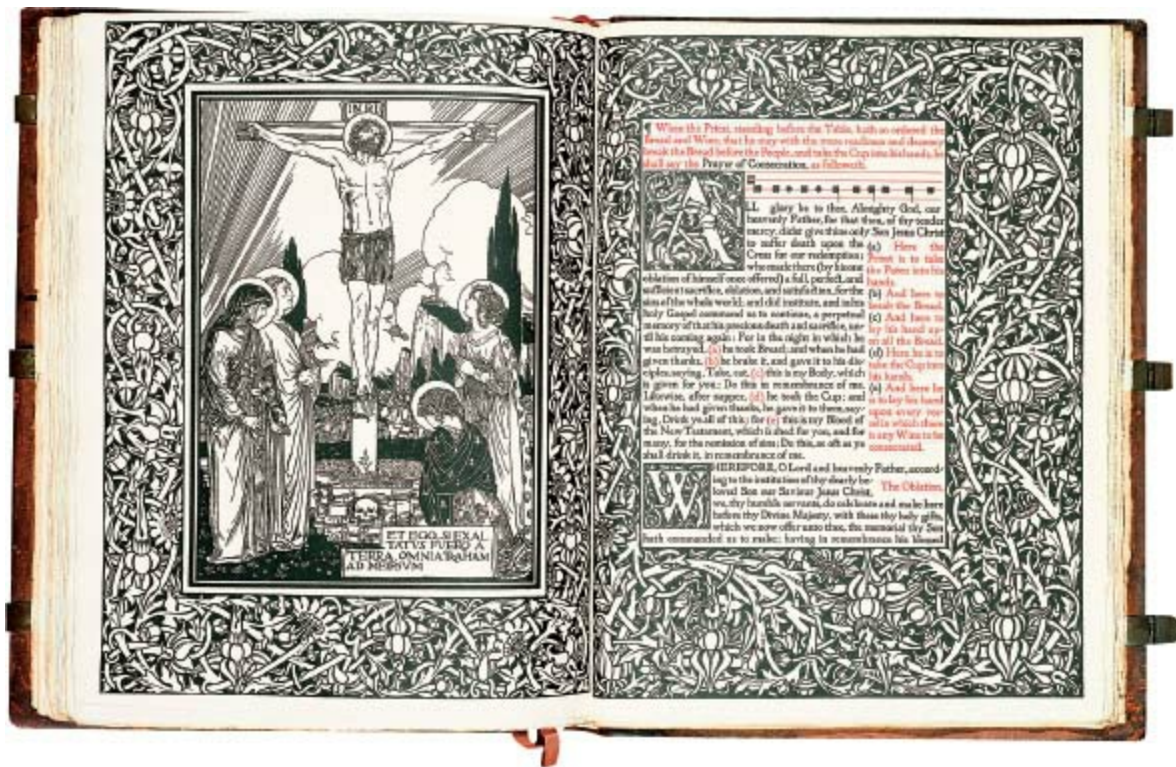 INRI
ET EGO, SI EXAL
TATVS FVERO A
TERRA, OMNIA TRAHAM
AD MEIPSVM
¶ When the Priest, standing before the Table, hath so ordered the
Bread and Wine, that he may with the more readiness and decency
break the Bread before the People, and take the Cup into his hands, he
shall say the Prayer of Consecration, as followeth.
ALL glory be to thee, Almighty God, our
heavenly Father, for that thou, of thy tender
mercy, didst give thine only Son Jesus Christ
to suffer death upon the
Cross for our redemption;
who made there (by his one
oblation of himself once offered) a full, perfect, and
sufficient sacrifice, oblation, and satisfaction, for the
sins of the whole world; and did institute, and in his
holy Gospel command us to continue, a perpetual
memory of that his precious death and sacrifice, un-
til his coming again: For in the night in which he
was betrayed, (a) he took Bread; and when he had
given thanks, (b) he brake it, and gave it to his dis-
ciples, saying, Take, eat, (c) this is my Body, which
is given for you; Do this in remembrance of me.
Likewise, after supper, (d) he took the Cup; and
when he had given thanks, he gave it to them, say-
ing, Drink ye all of this; for (e) this is my Blood of
the New Testament, which is shed for you, and for
many, for the remission of sins; Do this, as oft as ye
shall drink it, in remembrance of me.
(a) Here the
Priest is to take
the Paten into his
hands.
(b) And here to
break the Bread.
(c) And here to
lay his hand up-
on all the Bread.
(d) Here he is to
take the Cup into
his hands.
(e) And here he
is to lay his hand
upon every ves-
sel in which there
is any Wine to be
consecrated.
WHEREFORE, O Lord and heavenly Father, accord-
ing to the institution of thy dearly be-
loved Son our Saviour Jesus Christ,
we, thy humble servants, do celebrate and make here
before thy Divine Majesty, with these thy holy gifts,
which we now offer unto thee, the memorial thy Son
hath commanded us to make; having in remembrance his blessed
The Oblation.